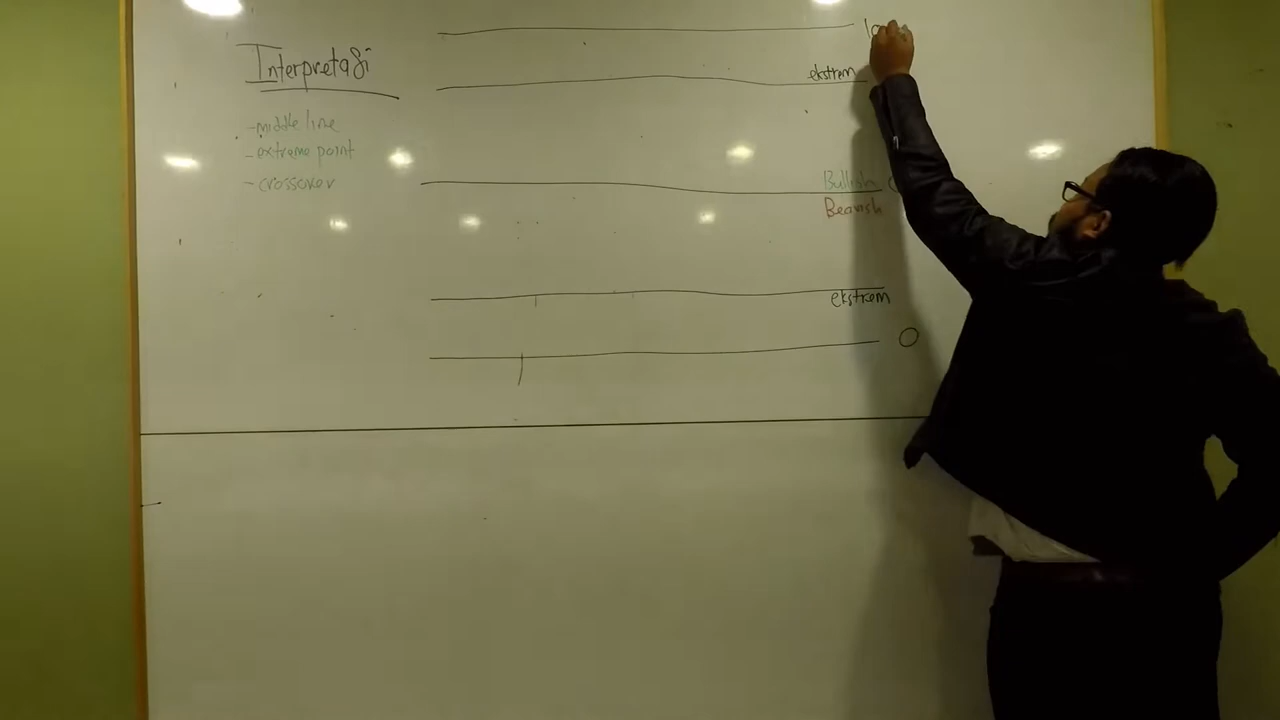 Interpretasi
- middle line
- extreme point
- crossover
ekstrem
Bullish
Bearish
ekstrem
0